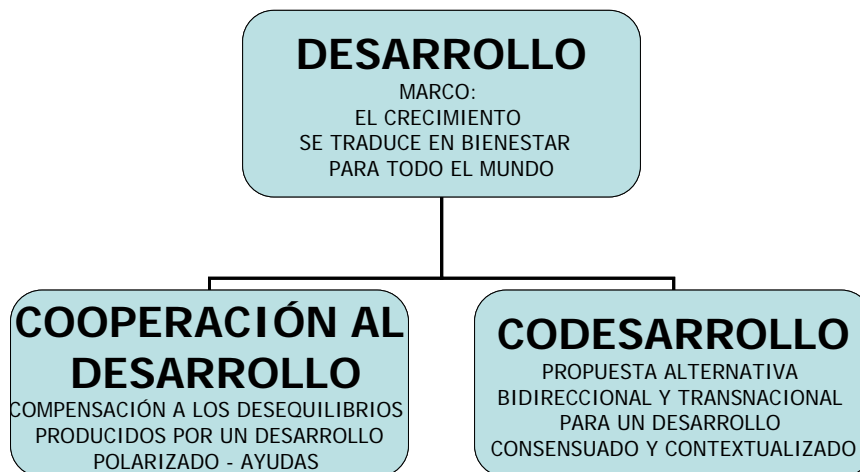 DESARROLLO
MARCO:
EL CRECIMIENTO
SE TRADUCE EN BIENESTAR
PARA TODO EL MUNDO
COOPERACIÓN AL
DESARROLLO
COMPENSACIÓN A LOS DESEQUILIBRIOS
PRODUCIDOS POR UN DESARROLLO
POLARIZADO - AYUDAS
CODESARROLLO
PROPUESTA ALTERNATIVA
BIDIRECCIONAL Y TRANSNACIONAL
PARA UN DESARROLLO
CONSENSUADO Y CONTEXTUALIZADO